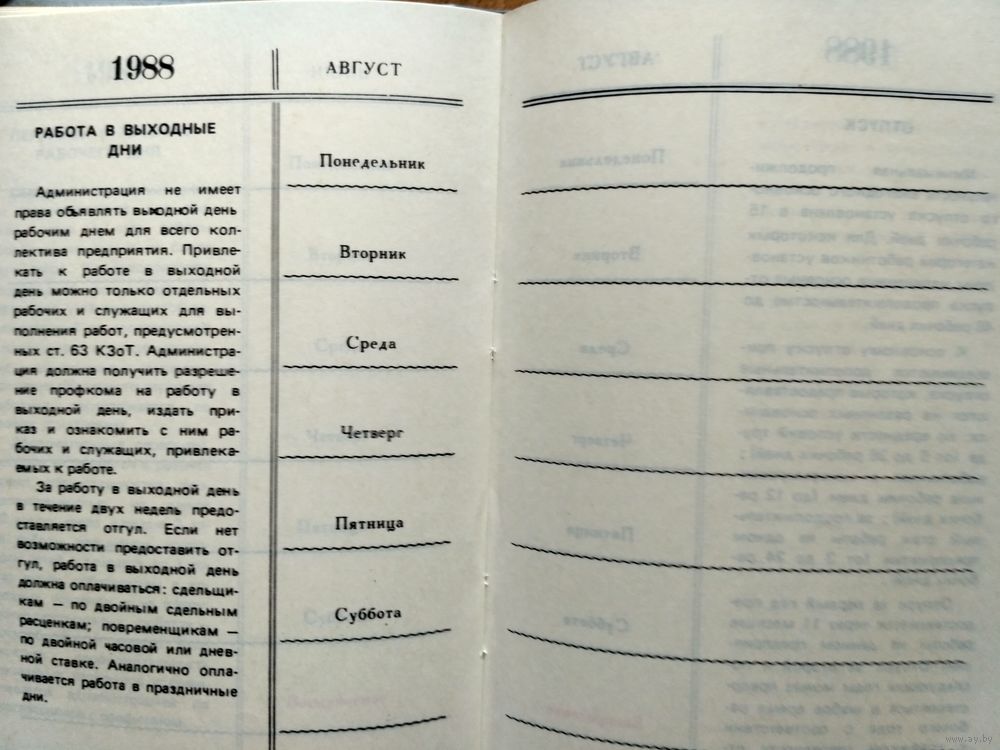 1988
АВГУСТ
РАБОТА В ВЫХОДНЫЕ
ДНИ
Администрация не имеет
права объявлять выходной день
рабочим днем для всего кол-
лектива предприятия. Привле-
кать к работе в выходной
день можно только отдельных
рабочих и служащих для вы-
полнения работ, предусмотрен-
ных ст. 63 КЗоТ. Администра-
ция должна получить разреше-
ние профкома на работу в
выходной день, издать при-
каз и ознакомить с ним ра-
бочих и служащих, привлека-
емых к работе.
За работу в выходной день
в течение двух недель предо-
ставляется отгул. Если нет
возможности предоставить от-
гул, работа в выходной день
должна оплачиваться: сдельщи-
кам — по двойным сдельным
расценкам; повременщикам —
по двойной часовой или днев-
ной ставке. Аналогично опла-
чивается работа в праздничные
дни.
Понедельник
Вторник
Среда
Четверг
Пятница
Суббота
www.ay.by